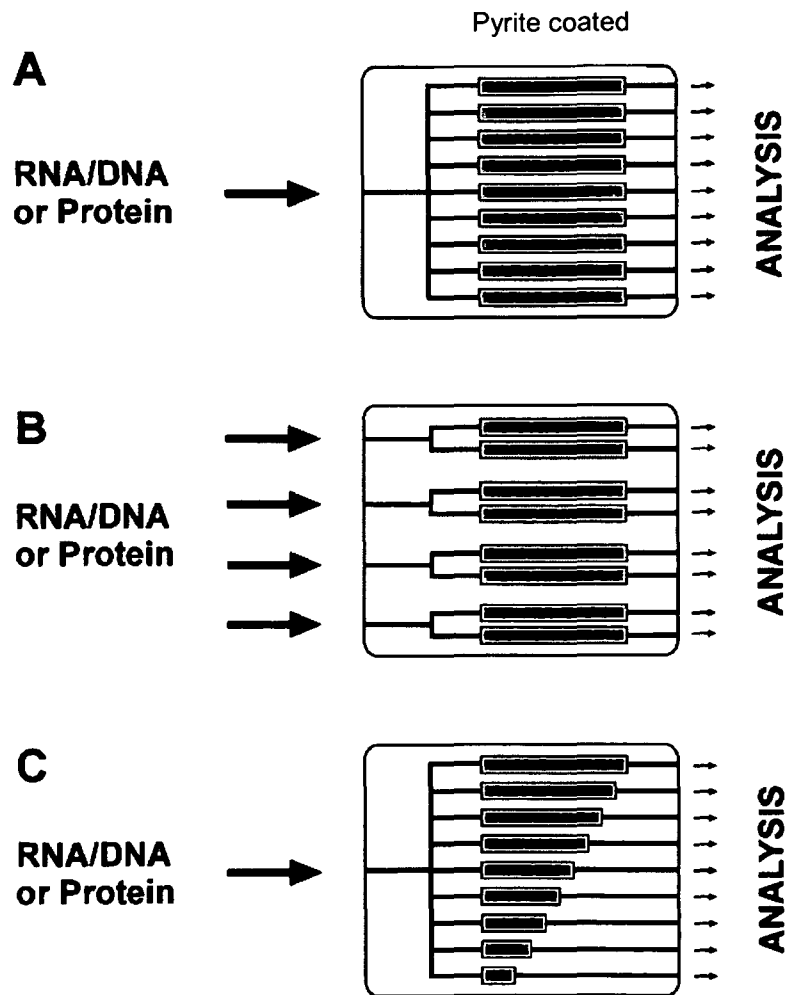 Pyrite coated
A
RNA/DNA
or Protein
ANALYSIS
B
RNA/DNA
or Protein
ANALYSIS
C
RNA/DNA
or Protein
ANALYSIS